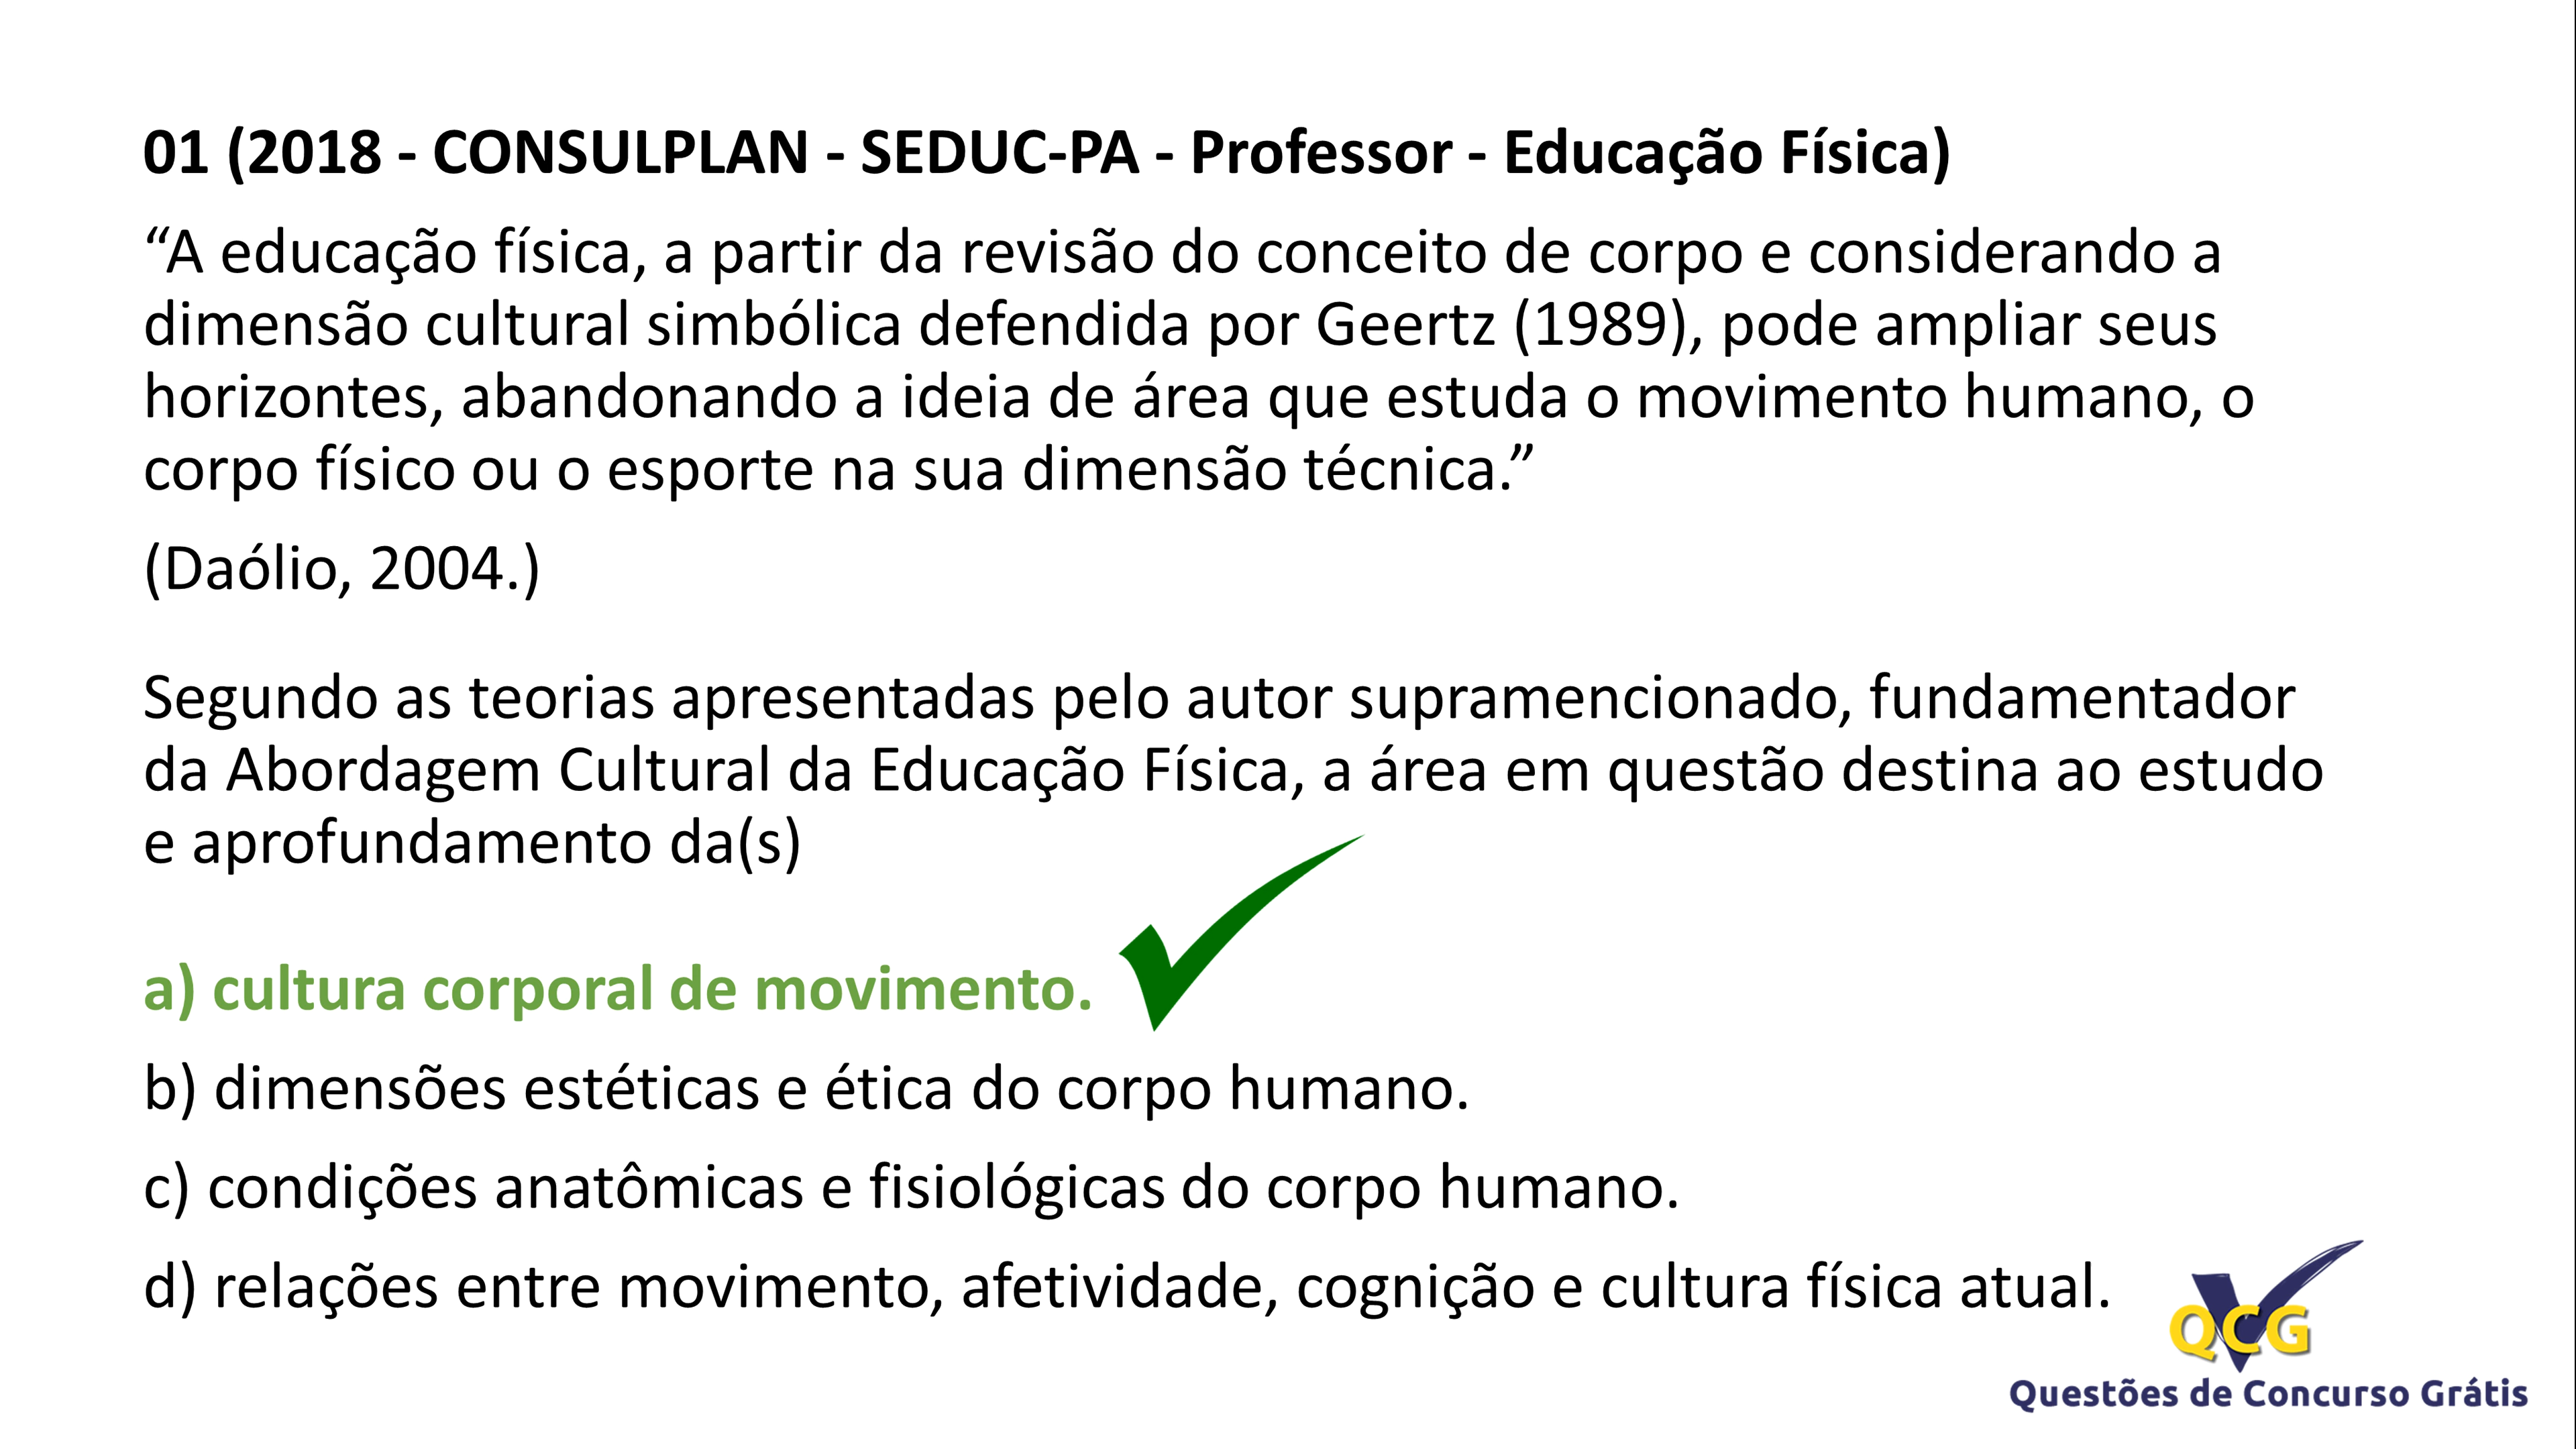 01 (2018 - CONSULPLAN - SEDUC-PA - Professor - Educação Física)
“A educação física, a partir da revisão do conceito de corpo e considerando a
dimensão cultural simbólica defendida por Geertz (1989), pode ampliar seus
horizontes, abandonando a ideia de área que estuda o movimento humano, o
corpo físico ou o esporte na sua dimensão técnica.”
(Daólio, 2004.)
Segundo as teorias apresentadas pelo autor supramencionado, fundamentador
da Abordagem Cultural da Educação Física, a área em questão destina ao estudo
e aprofundamento da(s)
a) cultura corporal de movimento.
b) dimensões estéticas e ética do corpo humano.
c) condições anatômicas e fisiológicas do corpo humano.
d) relações entre movimento, afetividade, cognição e cultura física atual.
QCG
Questões de Concurso Grátis